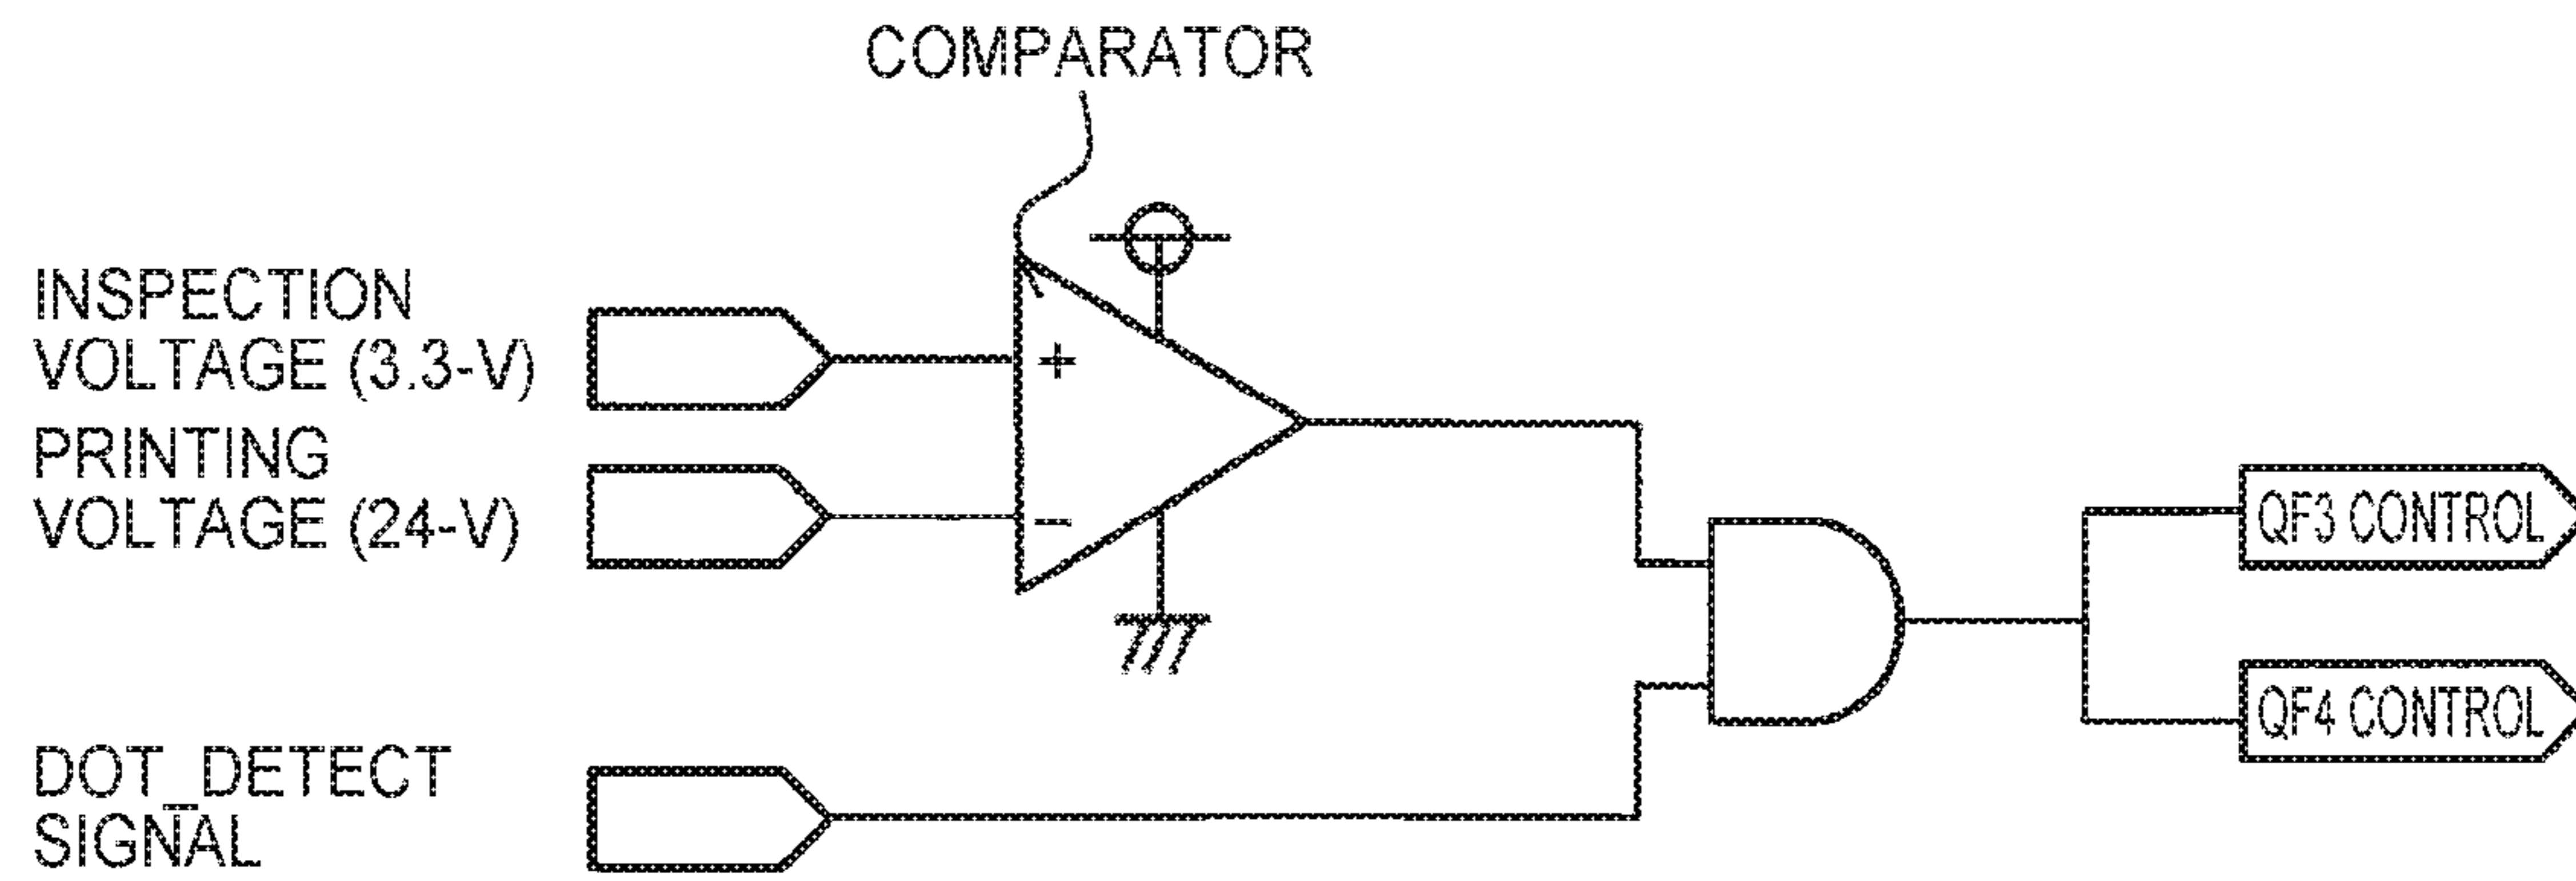 COMPARATOR
INSPECTION
VOLTAGE (3.3-V)
+
PRINTING
VOLTAGE (24-V)
−
QF3 CONTROL
QF4 CONTROL
DOT_DETECT
SIGNAL